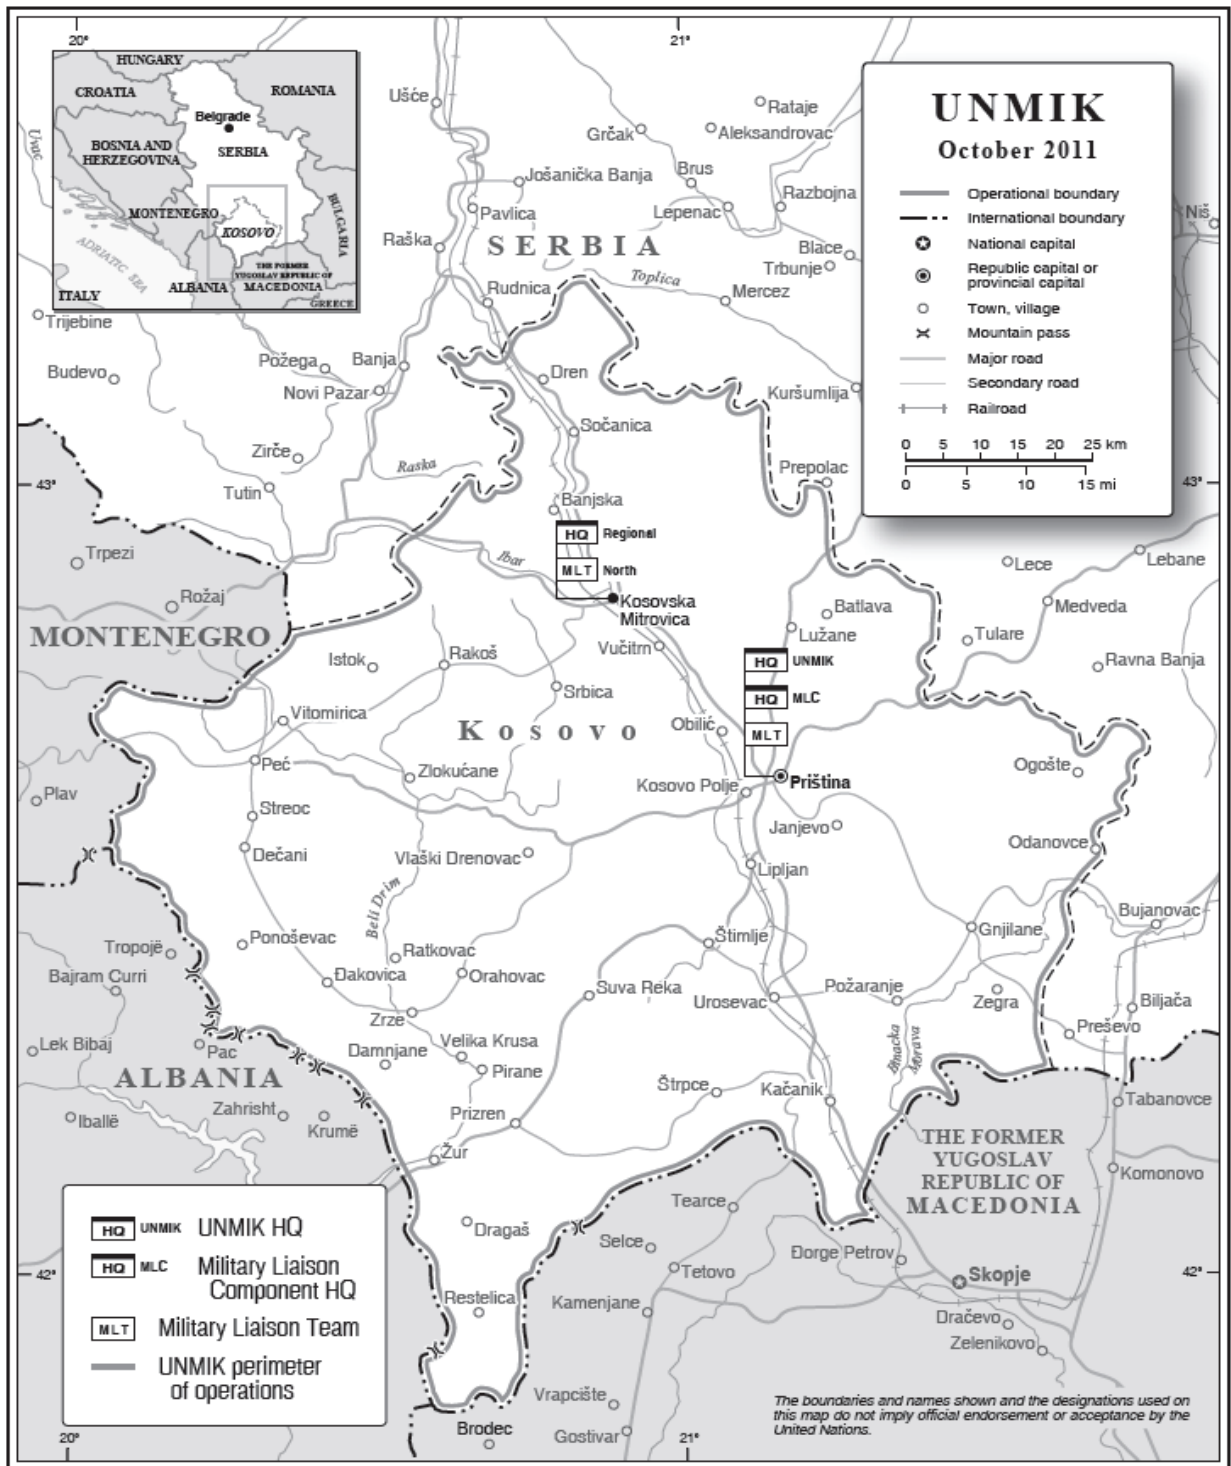 20°
21°
HUNGARY
CROATIA
ROMANIA
Belgrade
BOSNIA AND
HERZEGOVINA
SERBIA
MONTENEGRO
KOSOVO
BULGARIA
ADRIATIC SEA
ITALY
ALBANIA
THE FORMER
YUGOSLAV REPUBLIC OF
MACEDONIA
GREECE
UNMIK
October 2011
Operational boundary
International boundary
National capital
Republic capital or
provincial capital
Town, village
Mountain pass
Major road
Secondary road
Railroad
0 5 10 15 20 25 km
0 5 10 15 mi
Uvac
Ušće
Rataje
Grčak
Aleksandrovac
Jošanička Banja
Brus
Razbojna
Pavlica
Lepenac
Niš
Raška
SERBIA
Blace
Trbunje
Toplica
Rudnica
Mercez
Trijebine
Požega
Banja
Budevo
Dren
Novi Pazar
Kuršumlija
Sočanica
Zirče
Raska
Prepolac
43°
43°
Tutin
Banjska
HQ Regional
Trpezi
Ibar
MLT North
Lece
Lebane
Rožaj
Kosovska
Mitrovica
Batlava
Medveda
MONTENEGRO
Lužane
Tulare
Vučitrn
Istok
Rakoš
HQ UNMIK
Ravna Banja
Srbica
HQ MLC
Vitomirica
Kosovo
Obilić
MLT
Peć
Zlokućane
Ogošte
Kosovo Polje
Priština
Plav
Streoc
Janjevo
Dečani
Vlaški Drenovac
Odanovce
Lipljan
Beli Drim
Bujanovac
Ponoševac
Štimlje
Gnjilane
Tropojë
Ratkovac
Bajram Curri
Đakovica
Orahovac
Suva Reka
Požaranje
Urosevac
Zegra
Biljača
Zrze
Preševo
Lek Bibaj
Pac
Damnjane
Velika Krusa
Binacka
Morava
Pirane
ALBANIA
Štrpce
Kačanik
Iballë
Zahrisht
Krumë
Prizren
Tabanovce
Žur
THE FORMER
YUGOSLAV
REPUBLIC OF
MACEDONIA
Komonovo
Tearce
Dragaš
Selce
Đorge Petrov
42°
42°
Tetovo
Skopje
Restelica
Kamenjane
Dračevo
Zelenikovo
Vrapcište
Brodec
Gostivar
HQ UNMIK UNMIK HQ
HQ MLC Military Liaison
Component HQ
MLT Military Liaison Team
UNMIK perimeter
of operations
The boundaries and names shown and the designations used on
this map do not imply official endorsement or acceptance by the
United Nations.
20°
21°